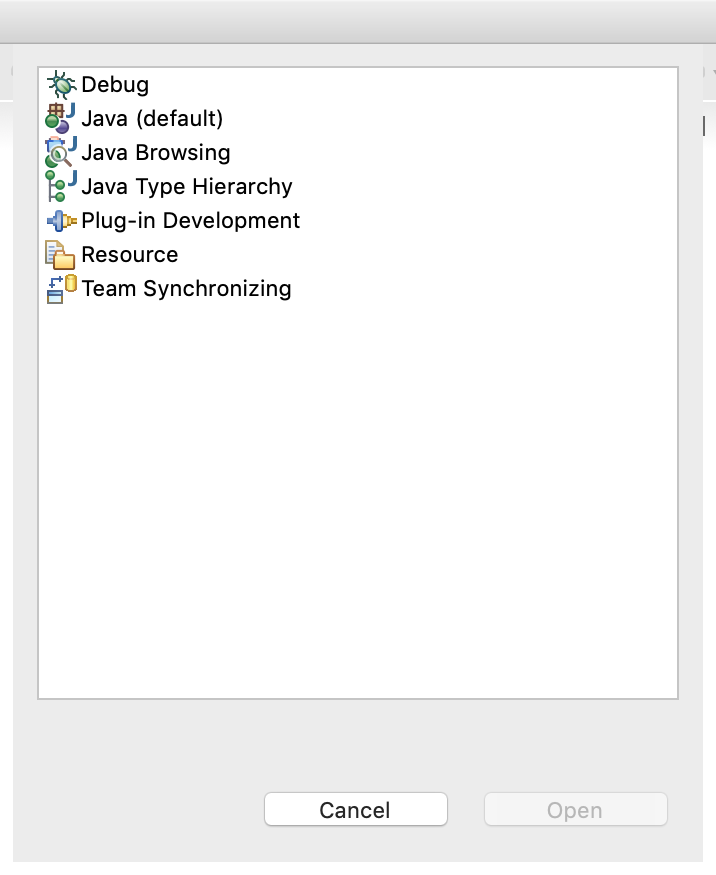 Debug
Java (default)
Java Browsing
Java Type Hierarchy
Plug-in Development
Resource
Team Synchronizing
Cancel
Open